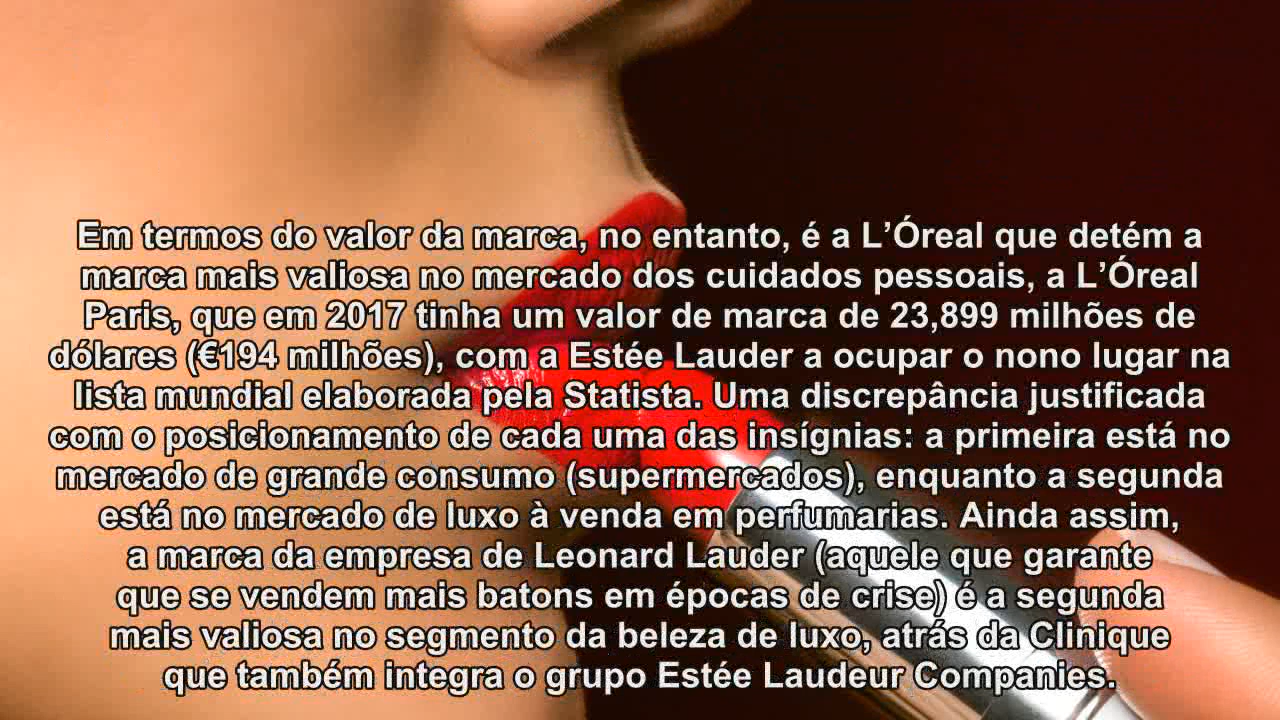 Em termos do valor da marca, no entanto, é a L’Óreal que detém a
marca mais valiosa no mercado dos cuidados pessoais, a L’Óreal
Paris, que em 2017 tinha um valor de marca de 23,899 milhões de
dólares (€194 milhões), com a Estée Lauder a ocupar o nono lugar na
lista mundial elaborada pela Statista. Uma discrepância justificada
com o posicionamento de cada uma das insígnias: a primeira está no
mercado de grande consumo (supermercados), enquanto a segunda
está no mercado de luxo à venda em perfumarias. Ainda assim,
a marca da empresa de Leonard Lauder (aquele que garante
que se vendem mais batons em épocas de crise) é a segunda
mais valiosa no segmento da beleza de luxo, atrás da Clinique
que também integra o grupo Estée Laudeur Companies.